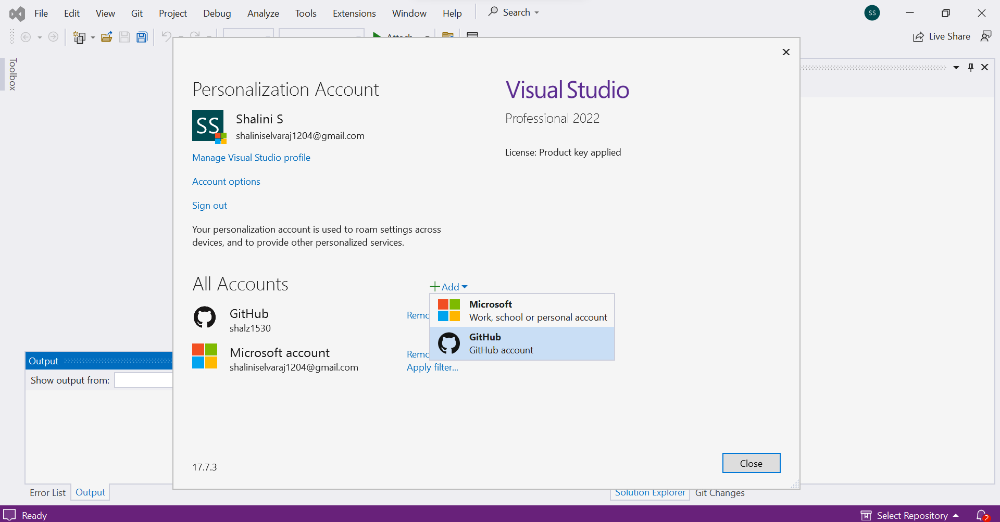 File Edit View Git Project Debug Analyze Tools Extensions Window Help Search SS
Attach
Live Share
Toolbox
Personalization Account
SS
Shalini S
shaliniselvaraj1204@gmail.com
Manage Visual Studio profile
Account options
Sign out
Your personalization account is used to roam settings across
devices, and to provide other personalized services.
Visual Studio
Professional 2022
License: Product key applied
All Accounts
Add
GitHub
shalz1530
Remo
Microsoft account
shaliniselvaraj1204@gmail.com
Remo
Apply filter...
Microsoft
Work, school or personal account
GitHub
GitHub account
17.7.3
Close
Output
Show output from:
Error List Output
Solution Explorer Git Changes
Ready
Select Repository
2